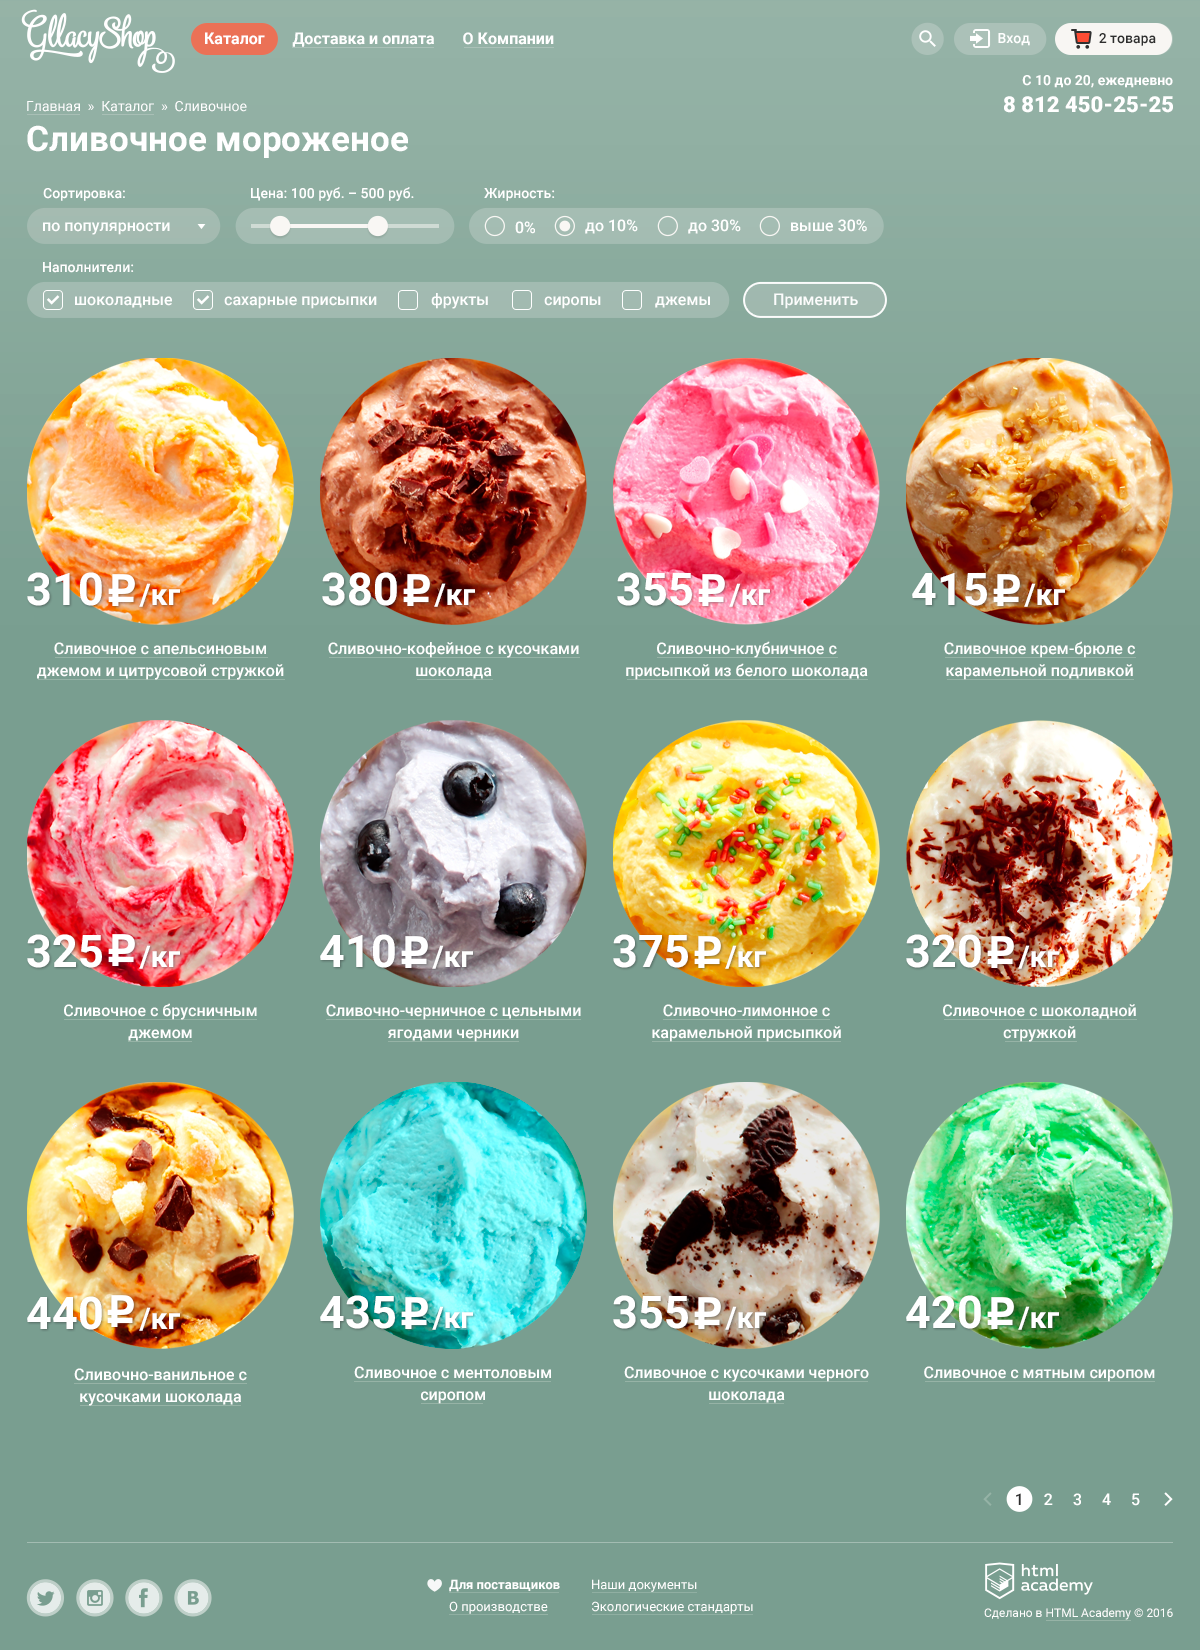 GllacyShop
Каталог
Доставка и оплата
О Компании
Вход
2 товара
С 10 до 20, ежедневно
8 812 450-25-25
Главная » Каталог » Сливочное
Сливочное мороженое
Сортировка:
Цена: 100 руб. – 500 руб.
Жирность:
по популярности
0%
до 10%
до 30%
выше 30%
Наполнители:
шоколадные
сахарные присыпки
фрукты
сиропы
джемы
Применить
310₽/кг
Сливочное с апельсиновым
джемом и цитрусовой стружкой
380₽/кг
Сливочно-кофейное с кусочками
шоколада
355₽/кг
Сливочно-клубничное с
присыпкой из белого шоколада
415₽/кг
Сливочное крем-брюле с
карамельной подливкой
325₽/кг
Сливочное с брусничным
джемом
410₽/кг
Сливочно-черничное с цельными
ягодами черники
375₽/кг
Сливочно-лимонное с
карамельной присыпкой
320₽/кг
Сливочное с шоколадной
стружкой
440₽/кг
Сливочно-ванильное с
кусочками шоколада
435₽/кг
Сливочное с ментоловым
сиропом
355₽/кг
Сливочное с кусочками черного
шоколада
420₽/кг
Сливочное с мятным сиропом
1 2 3 4 5
Для поставщиков
О производстве
Наши документы
Экологические стандарты
html
academy
Сделано в HTML Academy © 2016